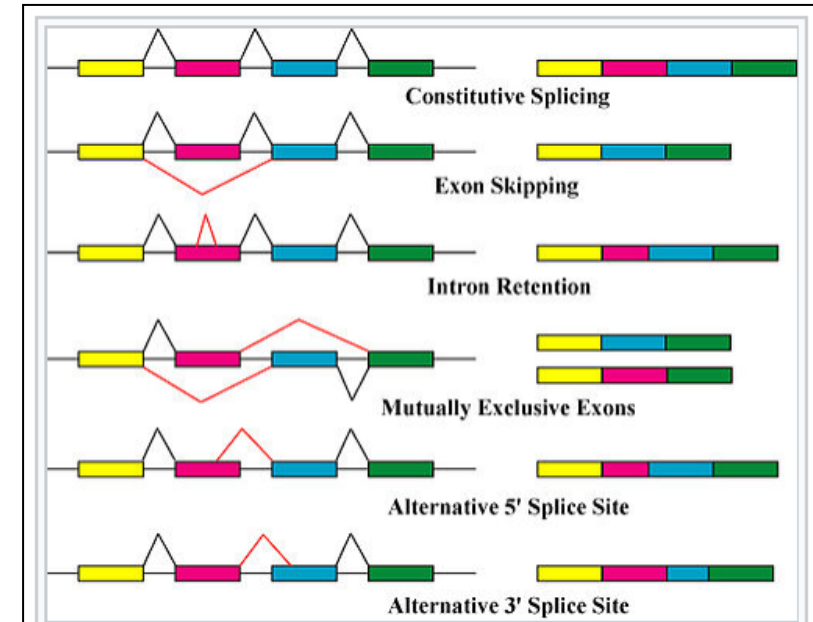 Constitutive Splicing
Exon Skipping
Intron Retention
Mutually Exclusive Exons
Alternative 5' Splice Site
Alternative 3' Splice Site